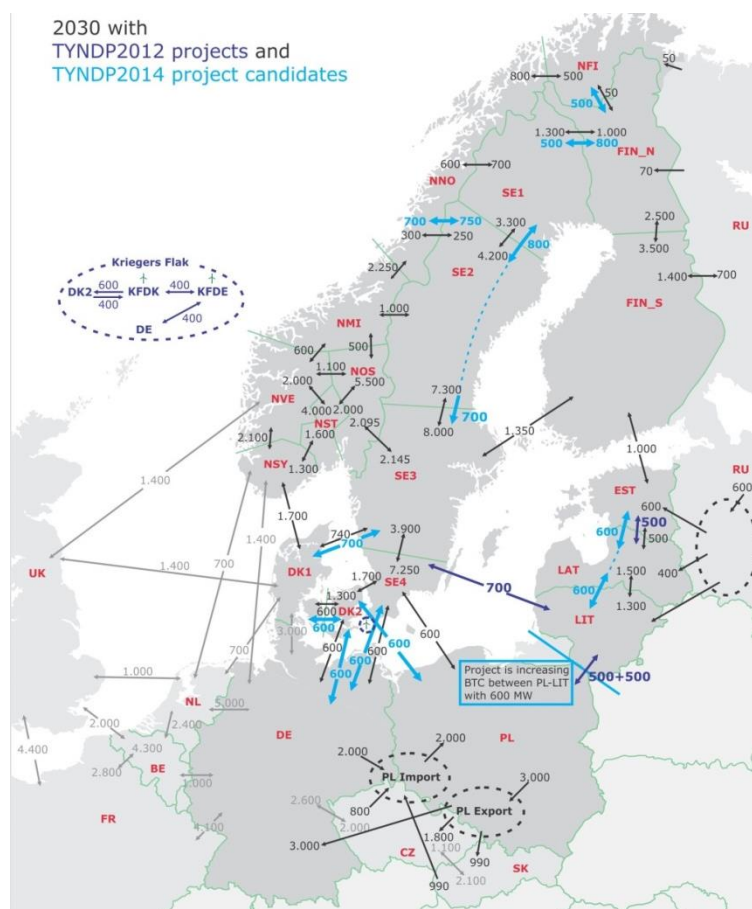 2030 with
TYNDP2012 projects and
TYNDP2014 project candidates
50
NFI
800 500
50
500
1.300 1.000
500 800
FIN_N
600 700
70
NNO
SE1
RU
700 750
300 250
3.300
4.200
800
2.500
3.500
SE2
2.250
1.400 700
FIN_S
Kriegers Flak
600 400
DK2 KFDK KFDE
400
400
DE
1.000
NMI
600
500
NOS
1.100
2.000
5.500
NVE
4.000
2.000
NST
7.300
700
8.000
2.095
1.350
2.100
1.600
NSY
1.300
2.145
SE3
1.000
RU
1.400
600
EST
1.700
600
500
600
500
740
700
3.900
700
1.400
UK
1.400
DK1
7.250
SE4
LAT
1.500
400
1.700
1.300
600
DK2
600
700
600
1.300
LIT
3.000
600
600
600
600
600
600
700
Project is increasing
BTC between PL-LIT
with 600 MW
500+500
1.000
NL
5.000
2.000
2.400
DE
PL
4.400
4.300
BE
2.800
1.000
2.000
2.000
PL Import
3.000
FR
2.600
800
PL Export
4.100
2.000
3.000
1.800
CZ
1.100
990
990
2.100
SK